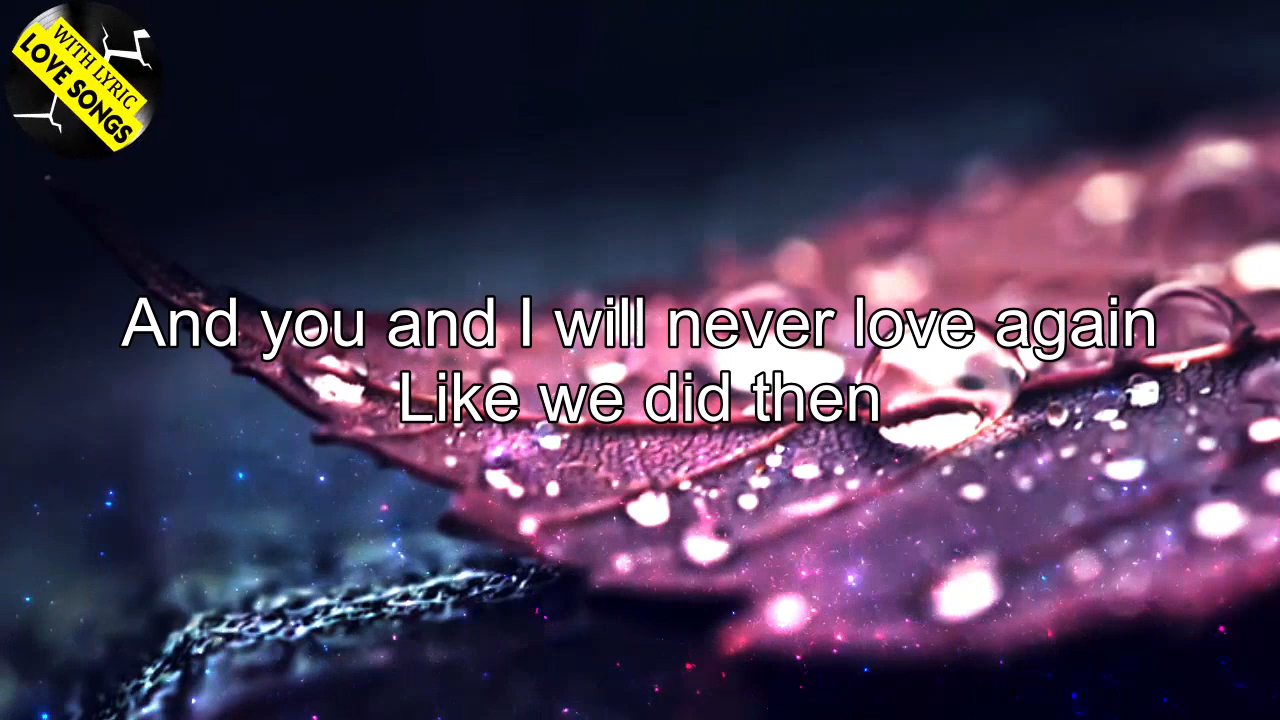 WITH LYRIC
LOVE SONGS
And you and I will never love again
Like we did then